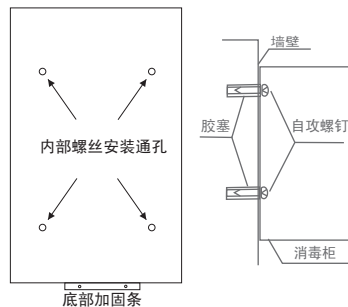 墙壁
内部螺丝安装通孔
胶塞
自攻螺钉
消毒柜
底部加固条